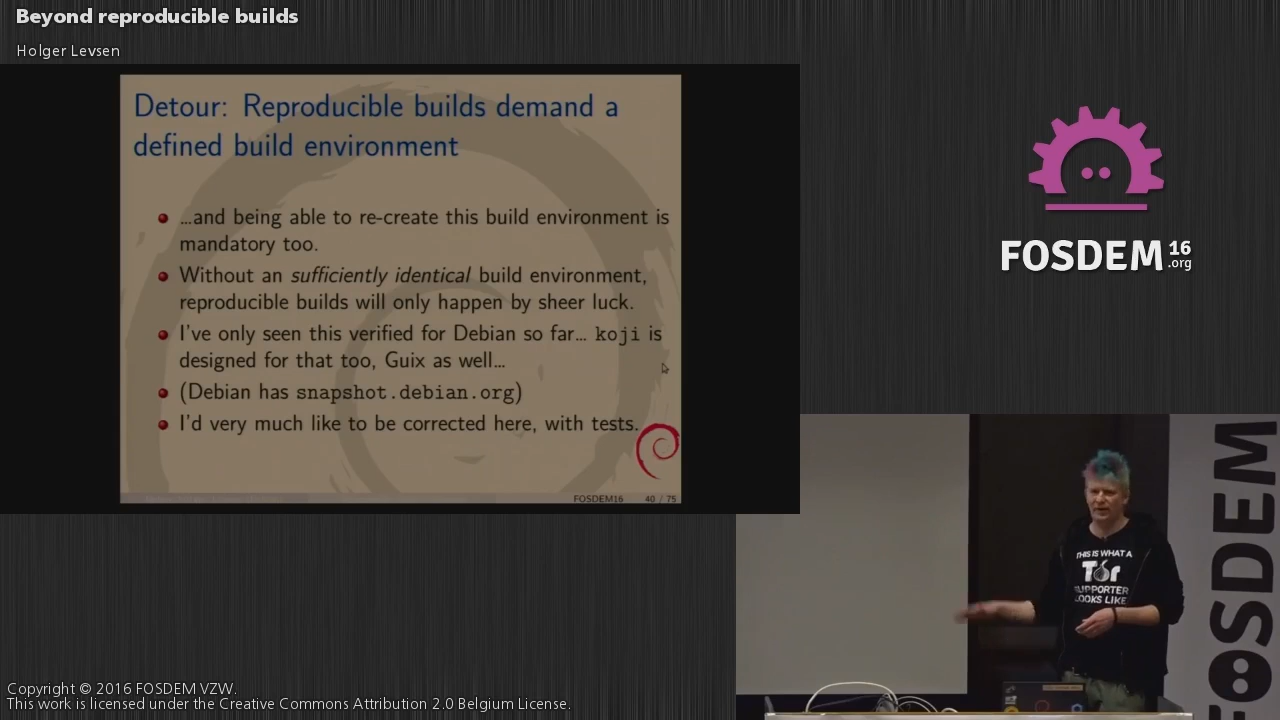 Beyond reproducible builds
Holger Levsen
Detour: Reproducible builds demand a
defined build environment
...and being able to re-create this build environment is
mandatory too.
Without an sufficiently identical build environment,
reproducible builds will only happen by sheer luck.
I've only seen this verified for Debian so far... koji is
designed for that too, Guix as well...
(Debian has snapshot.debian.org)
I'd very much like to be corrected here, with tests.
FOSDEM16 40 / 75
FOSDEM 16
.org
THIS IS WHAT A
Tor
SUPPORTER
LOOKS LIKE
FOSDEM
Copyright © 2016 FOSDEM VZW.
This work is licensed under the Creative Commons Attribution 2.0 Belgium License.